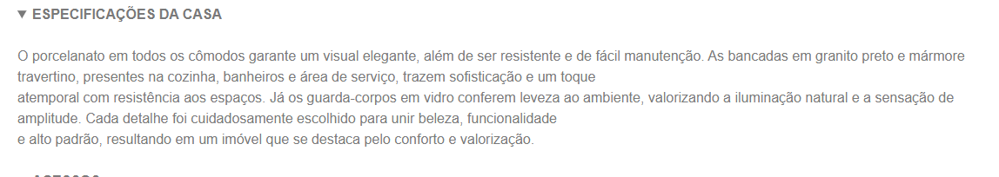 ▼ ESPECIFICAÇÕES DA CASA
O porcelanato em todos os cômodos garante um visual elegante, além de ser resistente e de fácil manutenção. As bancadas em granito preto e mármore
travertino, presentes na cozinha, banheiros e área de serviço, trazem sofisticação e um toque
atemporal com resistência aos espaços. Já os guarda-corpos em vidro conferem leveza ao ambiente, valorizando a iluminação natural e a sensação de
amplitude. Cada detalhe foi cuidadosamente escolhido para unir beleza, funcionalidade
e alto padrão, resultando em um imóvel que se destaca pelo conforto e valorização.